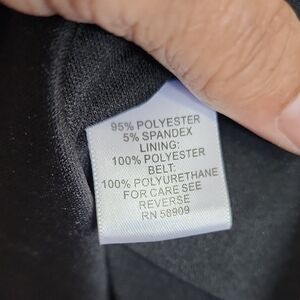 95% POLYESTER
5% SPANDEX
LINING:
100% POLYESTER
BELT:
100% POLYURETHANE
FOR CARE SEE
REVERSE
RN 58909